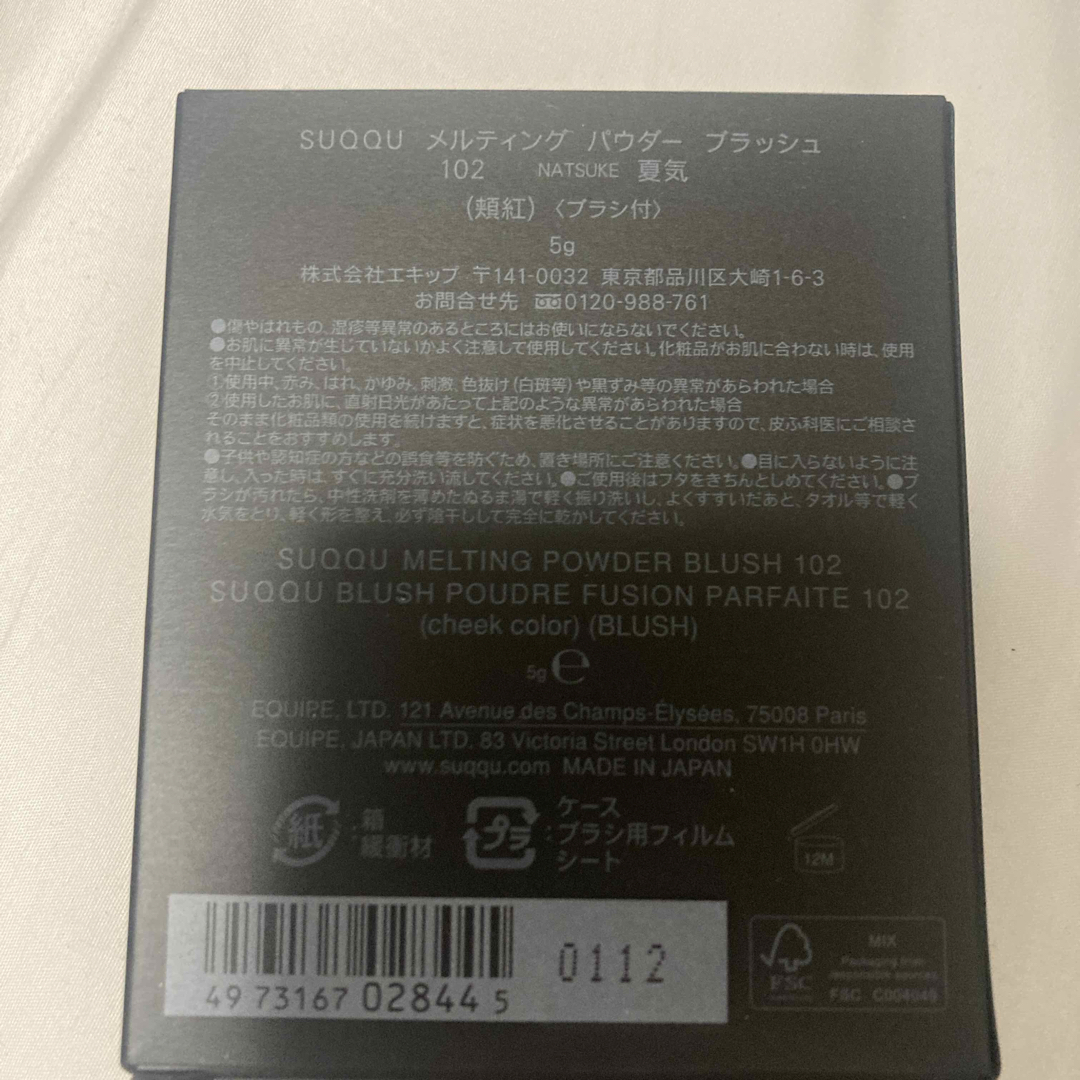 SUQQU メルティング パウダー ブラッシュ
102 NATSUKE 夏気
(頬紅)〈ブラシ付〉
5g
株式会社エキップ 〒141-0032 東京都品川区大崎1-6-3
お問合せ先 0120-988-761
●傷やはれもの、湿疹等異常のあるところにはお使いにならないでください。
●お肌に異常が生じていないかよく注意して使用してください。化粧品がお肌に合わない時は、使用
を中止してください。
①使用中、赤み、はれ、かゆみ、刺激、色抜け(白斑等)や黒ずみ等の異常があらわれた場合
②使用したお肌に、直射日光があたって上記のような異常があらわれた場合
そのまま化粧品類の使用を続けますと、症状を悪化させることがありますので、皮ふ科医にご相談さ
れることをおすすめします。
●子供や認知症の方などの誤食等を防ぐため、置き場所にご注意ください。●目に入らないように注
意し、入った時は、すぐに充分洗い流してください。●ご使用後はフタをきちんとしめてください。●ブ
ラシが汚れたら、中性洗剤を薄めたぬるま湯で軽く振り洗いし、よくすすいだあと、タオル等で軽く
水気をとり、軽く形を整え、必ず陰干しして完全に乾かしてください。
SUQQU MELTING POWDER BLUSH 102
SUQQU BLUSH POUDRE FUSION PARFAITE 102
(cheek color) (BLUSH)
5g ℮
EQUIPE, LTD. 121 Avenue des Champs-Élysées, 75008 Paris
EQUIPE, JAPAN LTD. 83 Victoria Street London SW1H 0HW
www.suqqu.com MADE IN JAPAN
紙 :箱
緩衝材
プラ :ケース
ブラシ用フィルム
シート
12M
4973167028445
0112
FSC
MIX
Packaging from
responsible sources
FSC C004049